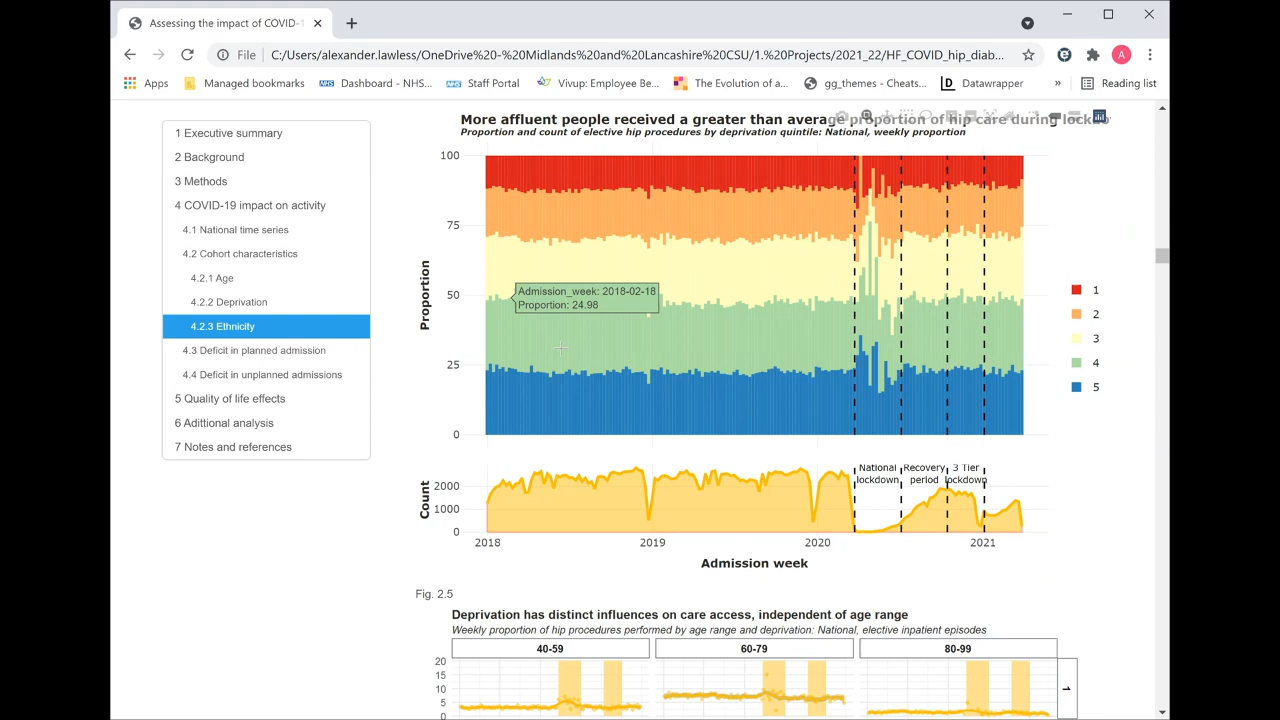 Assessing the impact of COVID-1
File
C:/Users/alexander.lawless/OneDrive%20-%20Midlands%20and%20Lancashire%20CSU/1.%20Projects/2021_22/HF_COVID_hip_diab...
A
Apps
Managed bookmarks
Dashboard - NHS...
Staff Portal
Vivup: Employee Be...
The Evolution of a...
gg_themes - Cheats...
Datawrapper
»
Reading list
1 Executive summary
2 Background
3 Methods
4 COVID-19 impact on activity
4.1 National time series
4.2 Cohort characteristics
4.2.1 Age
4.2.2 Deprivation
4.2.3 Ethnicity
4.3 Deficit in planned admission
4.4 Deficit in unplanned admissions
5 Quality of life effects
6 Adittional analysis
7 Notes and references
More affluent people received a greater than average proportion of hip care during lockdo
Proportion and count of elective hip procedures by deprivation quintile: National, weekly proportion
100
75
50
25
0
Proportion
Admission_week: 2018-02-18
Proportion: 24.98
1
2
3
4
5
National
lockdown
Recovery
period
3 Tier
lockdown
Count
2000
1000
0
2018
2019
2020
2021
Admission week
Fig. 2.5
Deprivation has distinct influences on care access, independent of age range
Weekly proportion of hip procedures performed by age range and deprivation: National, elective inpatient episodes
40-59
60-79
80-99
20
15
10
5
0
1